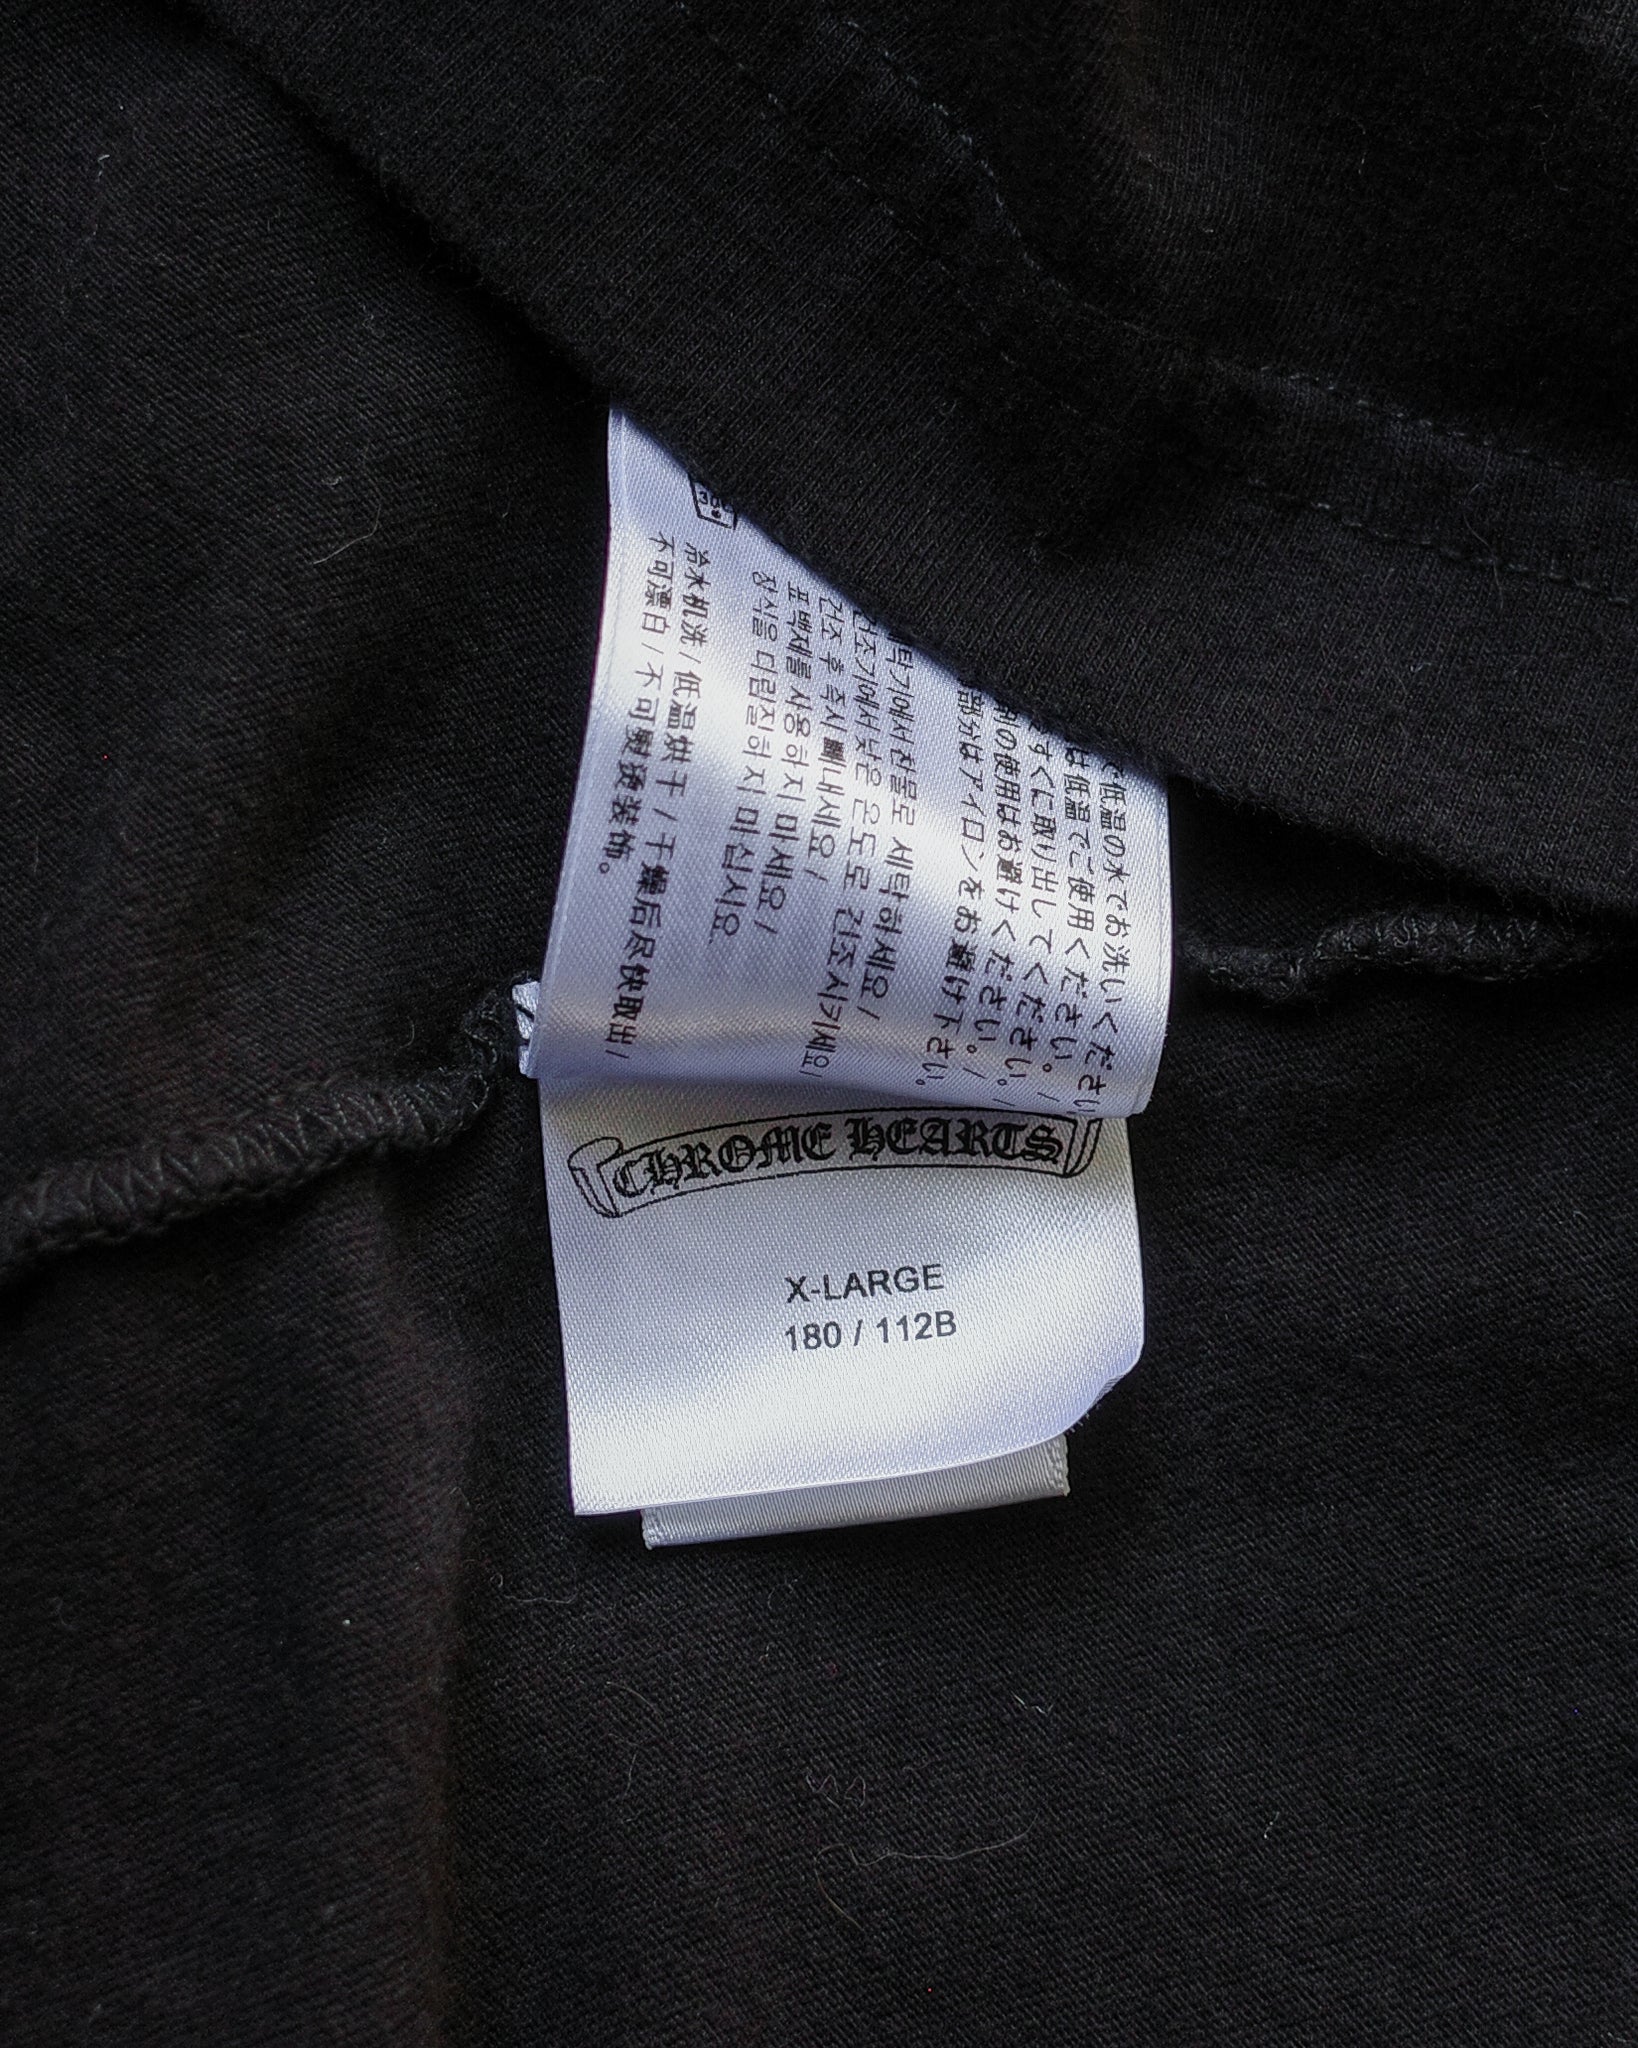 で低温の水でお洗いください
は低温でご使用ください。/
すぐに取り出してください。/
剤の使用はお避けください。/
部分はアイロンをお避け下さい。
세탁기에서 찬물로 세탁하세요/
건조기에서 낮은 온도로 건조시키세요/
건조 후 즉시 빼내세요/
표백제를 사용하지 마세요/
장식을 다림질하지 마십시요.
冷水机洗/低温烘干/干燥后尽快取出/
不可漂白/不可熨烫装饰。
CHROME HEARTS
X-LARGE
180 / 112B